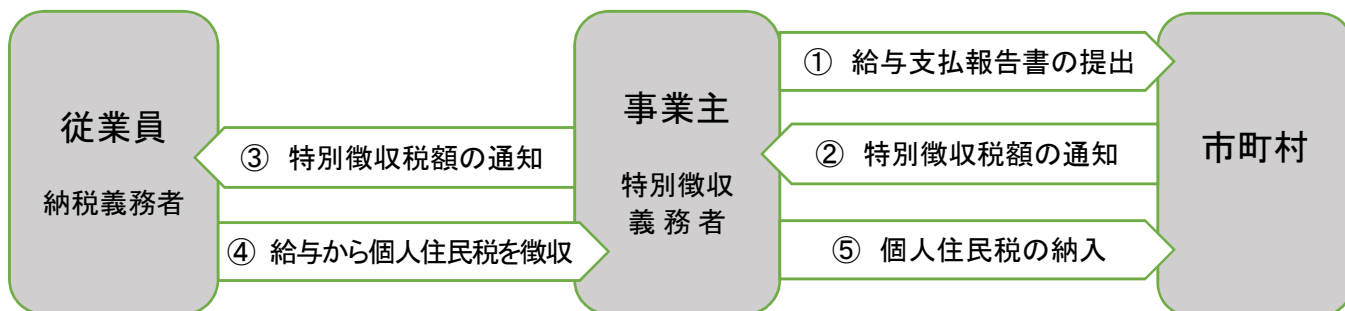 従業員
納税義務者
事業主
特別徴収
義務者
市町村
① 給与支払報告書の提出
② 特別徴収税額の通知
③ 特別徴収税額の通知
④ 給与から個人住民税を徴収
⑤ 個人住民税の納入